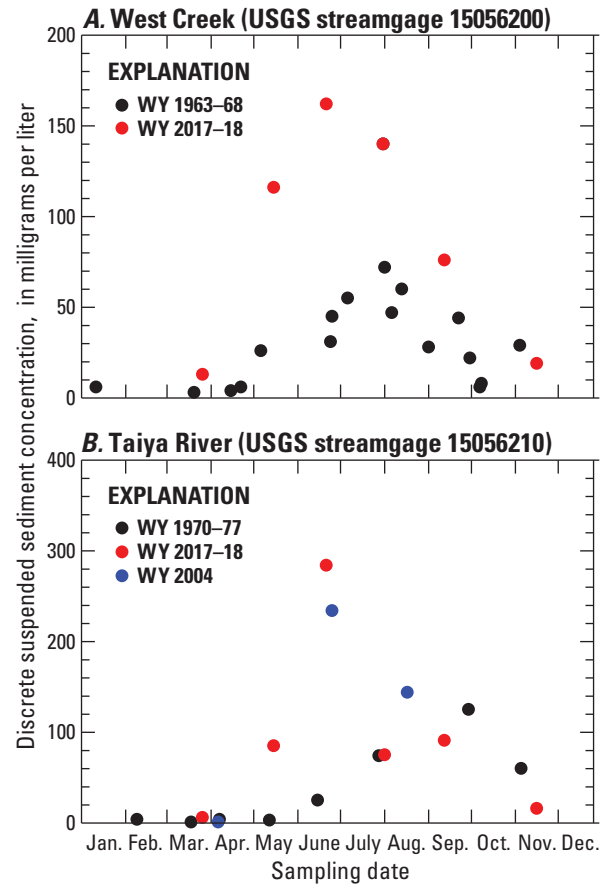 A. West Creek (USGS streamgage 15056200)
200
EXPLANATION
WY 1963–68
WY 2017–18
150
100
50
0
B. Taiya River (USGS streamgage 15056210)
400
EXPLANATION
WY 1970–77
WY 2017–18
WY 2004
300
200
100
0
Jan. Feb. Mar. Apr. May June July Aug. Sep. Oct. Nov. Dec.
Sampling date
Discrete suspended sediment concentration, in milligrams per liter